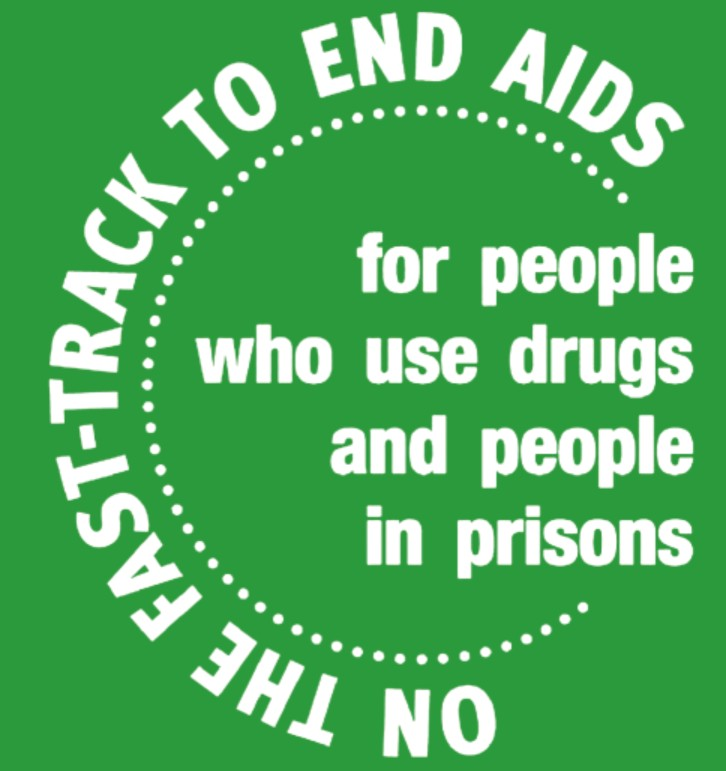 ON THE FAST-TRACK TO END AIDS
for people
who use drugs
and people
in prisons